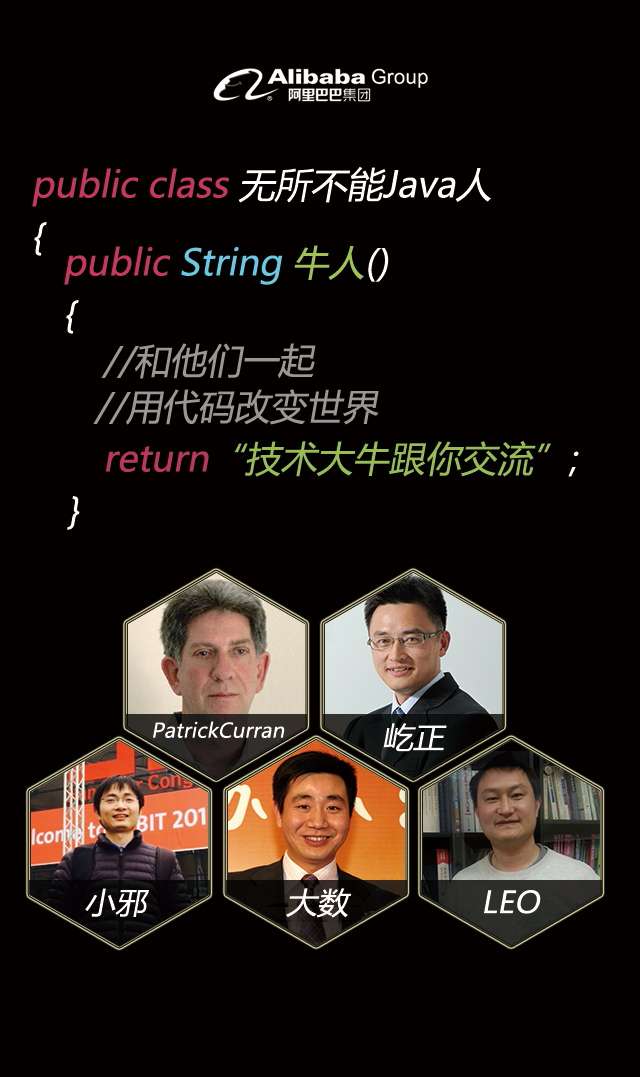 Alibaba Group
阿里巴巴集团
public class 无所不能Java人
{
public String 牛人()
{
//和他们一起
//用代码改变世界
return “技术大牛跟你交流” ;
}
PatrickCurran
屹正
lcome to
BIT 201
小邪
大数
LEO